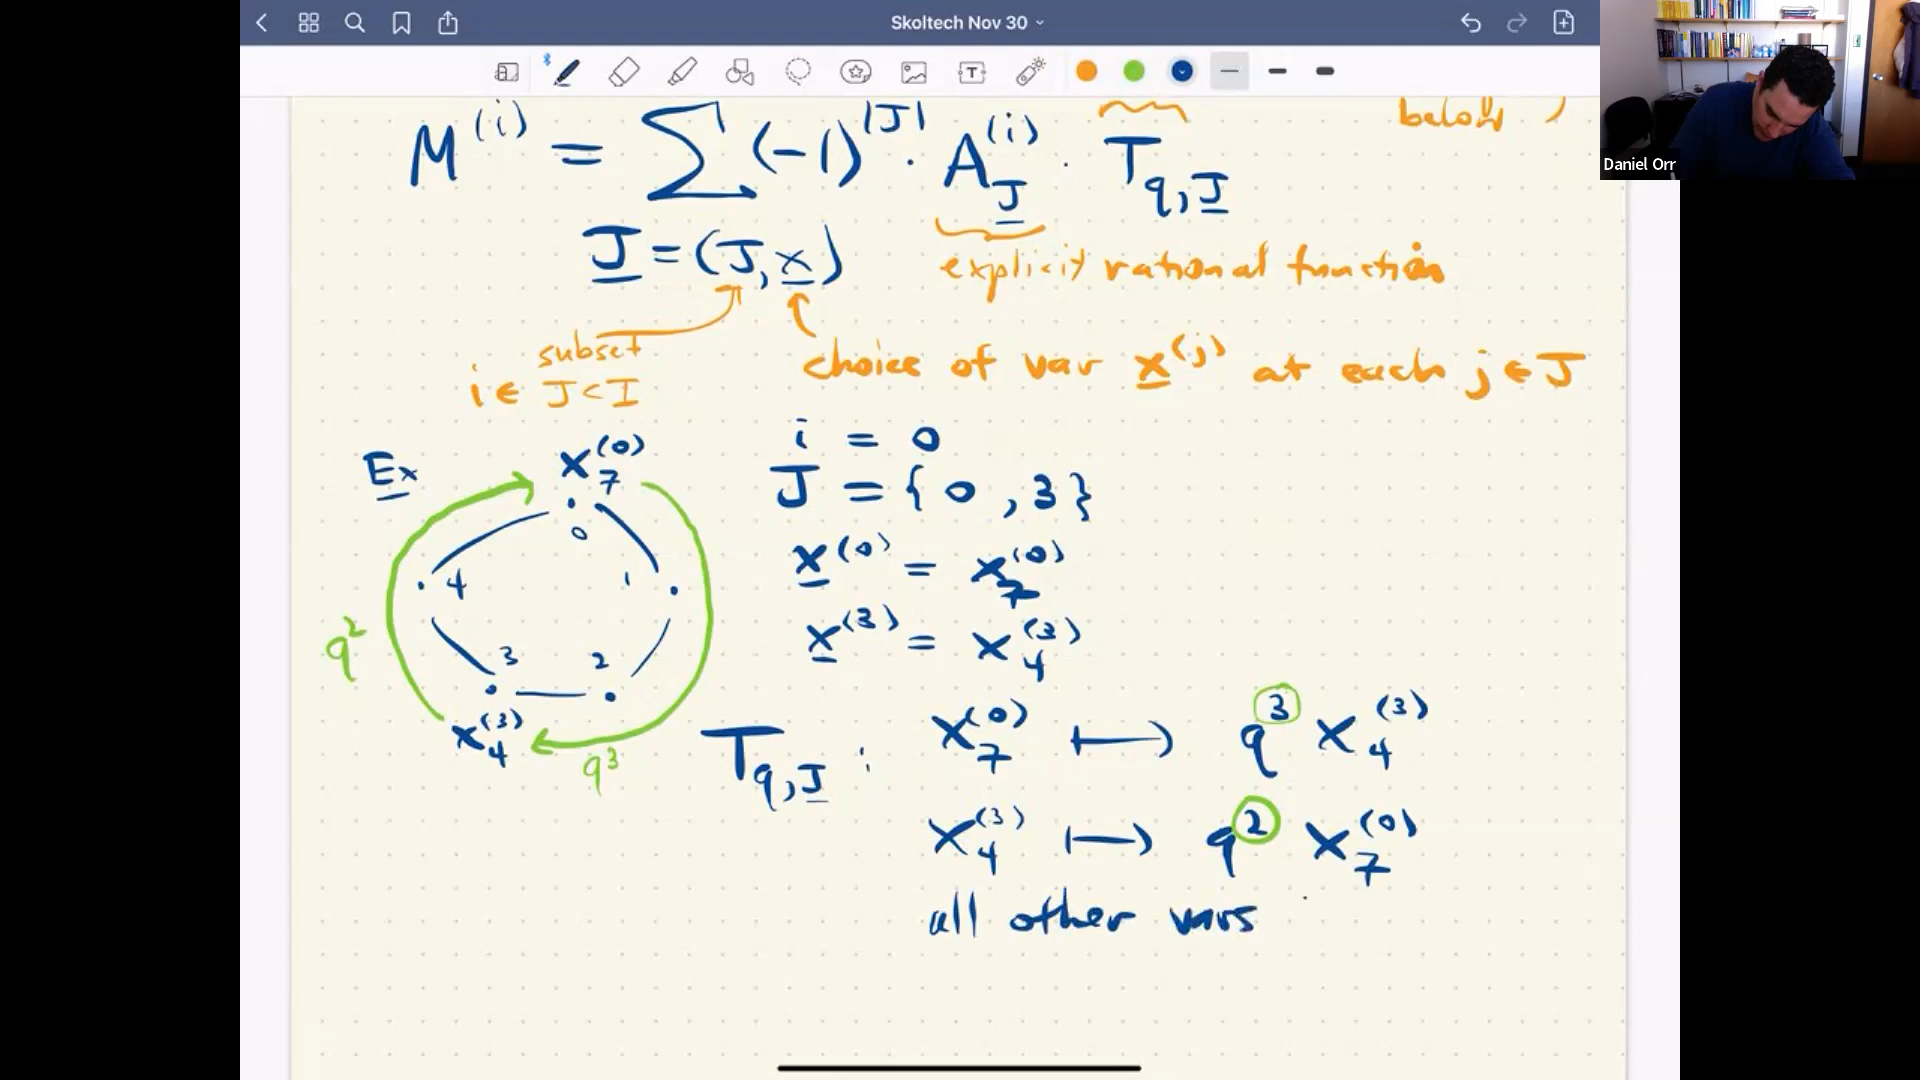 Skoltech Nov 30
Daniel Orr
below )
M^(i) = Σ (-1)^|J| · A_J^(i) · T_q,J
J = (J, x)
explicit rational function
subset
i ∈ J ⊂ I
choice of var x^(j) at each j ∈ J
Ex
x_7^(0)
0
4
1
3
2
x_4^(3)
q^2
q^3
i = 0
J = {0, 3}
x^(0) = x_7^(0)
x^(3) = x_4^(3)
T_q,J : x_7^(0) ⟼ q^3 x_4^(3)
x_4^(3) ⟼ q^2 x_7^(0)
all other vars